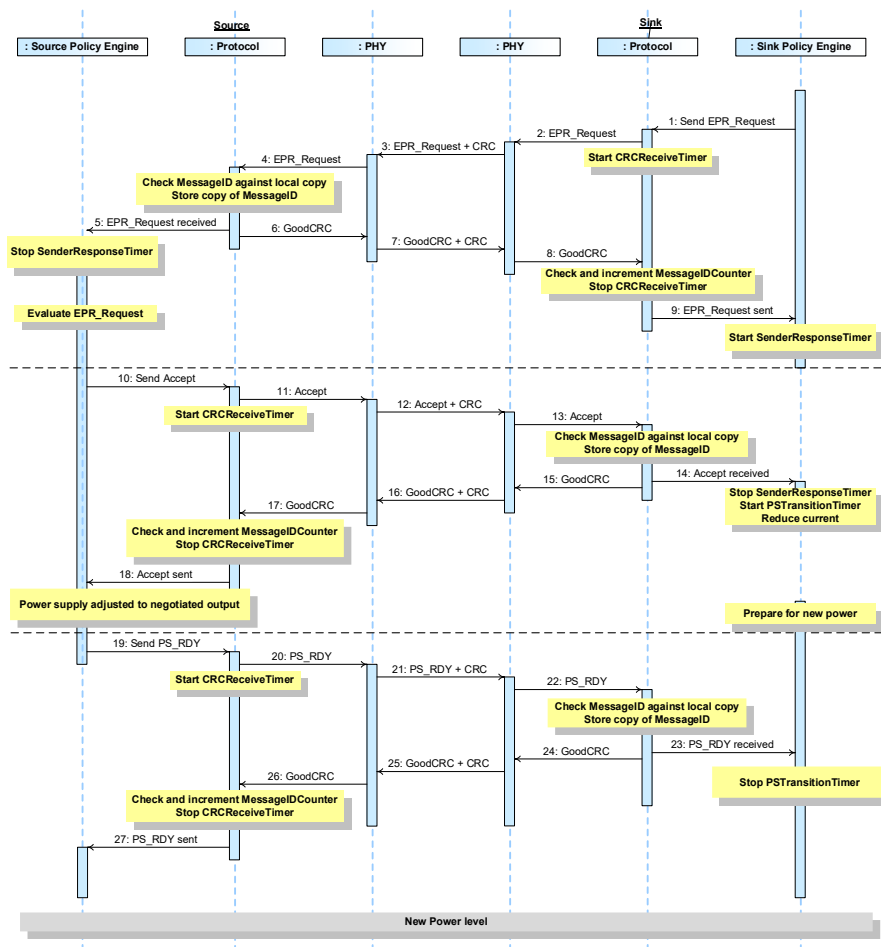 Source
Sink
: Source Policy Engine
: Protocol
: PHY
: PHY
: Protocol
: Sink Policy Engine
1: Send EPR_Request
2: EPR_Request
3: EPR_Request + CRC
Start CRCReceiveTimer
4: EPR_Request
Check MessageID against local copy
Store copy of MessageID
5: EPR_Request received
6: GoodCRC
7: GoodCRC + CRC
Stop SenderResponseTimer
8: GoodCRC
Check and increment MessageIDCounter
Stop CRCReceiveTimer
Evaluate EPR_Request
9: EPR_Request sent
Start SenderResponseTimer
10: Send Accept
11: Accept
Start CRCReceiveTimer
12: Accept + CRC
13: Accept
Check MessageID against local copy
Store copy of MessageID
14: Accept received
15: GoodCRC
16: GoodCRC + CRC
Stop SenderResponseTimer
Start PSTransitionTimer
Reduce current
17: GoodCRC
Check and increment MessageIDCounter
Stop CRCReceiveTimer
18: Accept sent
Power supply adjusted to negotiated output
Prepare for new power
19: Send PS_RDY
20: PS_RDY
Start CRCReceiveTimer
21: PS_RDY + CRC
22: PS_RDY
Check MessageID against local copy
Store copy of MessageID
23: PS_RDY received
24: GoodCRC
25: GoodCRC + CRC
26: GoodCRC
Stop PSTransitionTimer
Check and increment MessageIDCounter
Stop CRCReceiveTimer
27: PS_RDY sent
New Power level